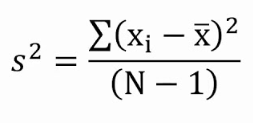 s² = ∑(xᵢ − x̄)² / (N − 1)